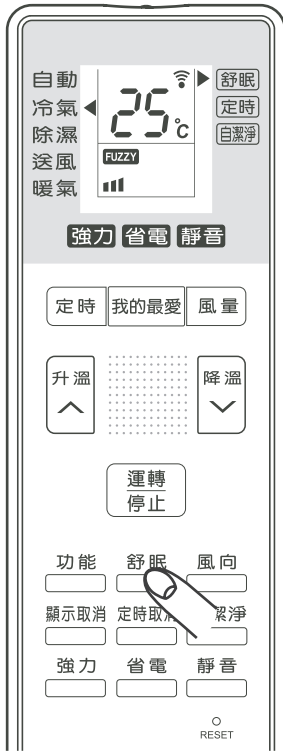 自動 舒眠
冷氣 25°C 定時
除濕 自潔淨
送風 FUZZY
暖氣
強力 省電 靜音
定時 我的最愛 風量
升溫 降溫
運轉
停止
功能 舒眠 風向
顯示取消 定時取 潔淨
強力 省電 靜音
RESET